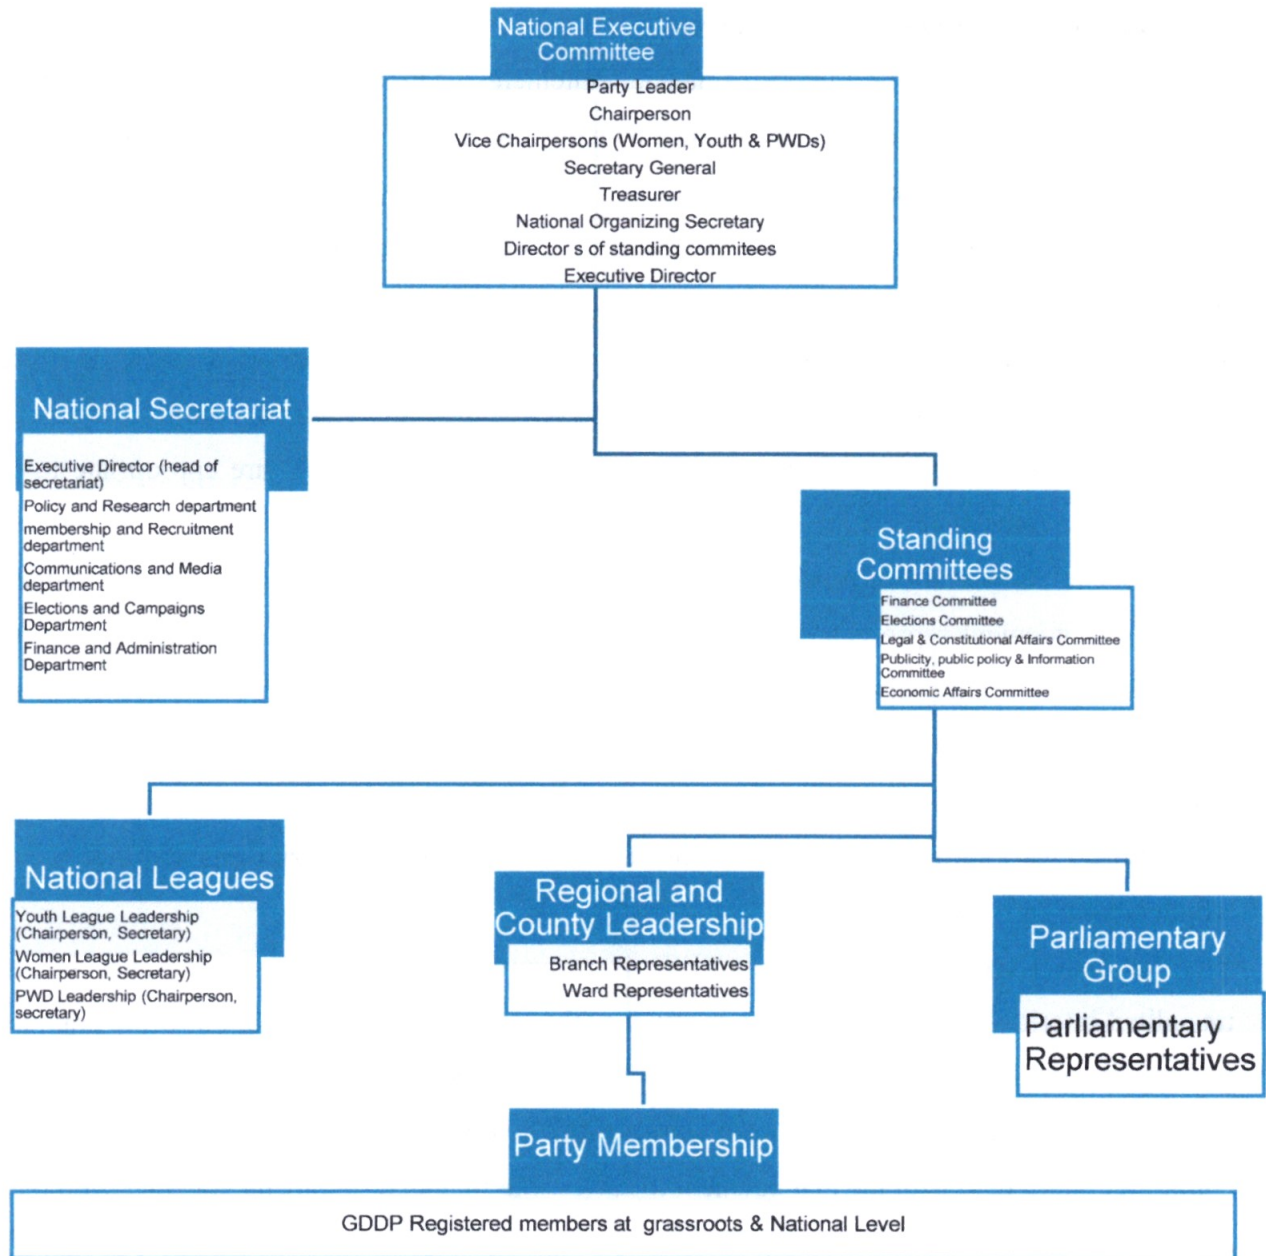 National Executive
Committee
Party Leader
Chairperson
Vice Chairpersons (Women, Youth & PWDs)
Secretary General
Treasurer
National Organizing Secretary
Director s of standing commitees
Executive Director
National Secretariat
Executive Director (head of
secretariat)
Policy and Research department
membership and Recruitment
department
Communications and Media
department
Elections and Campaigns
Department
Finance and Administration
Department
Standing
Committees
Finance Committee
Elections Committee
Legal & Constitutional Affairs Committee
Publicity, public policy & Information
Committee
Economic Affairs Committee
National Leagues
Youth League Leadership
(Chairperson, Secretary)
Women League Leadership
(Chairperson, Secretary)
PWD Leadership (Chairperson,
secretary)
Regional and
County Leadership
Branch Representatives
Ward Representatives
Parliamentary
Group
Parliamentary
Representatives
Party Membership
GDDP Registered members at grassroots & National Level